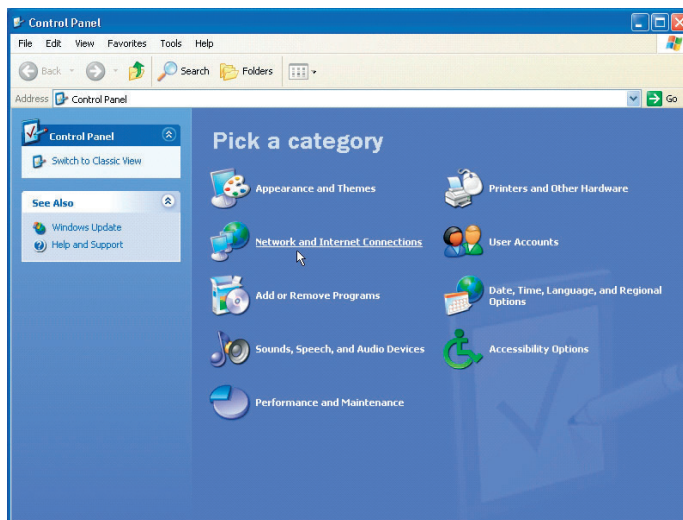 Control Panel
File Edit View Favorites Tools Help
Back Search Folders
Address Control Panel Go
Control Panel
Switch to Classic View
See Also
Windows Update
Help and Support
Pick a category
Appearance and Themes
Printers and Other Hardware
Network and Internet Connections
User Accounts
Add or Remove Programs
Date, Time, Language, and Regional
Options
Sounds, Speech, and Audio Devices
Accessibility Options
Performance and Maintenance